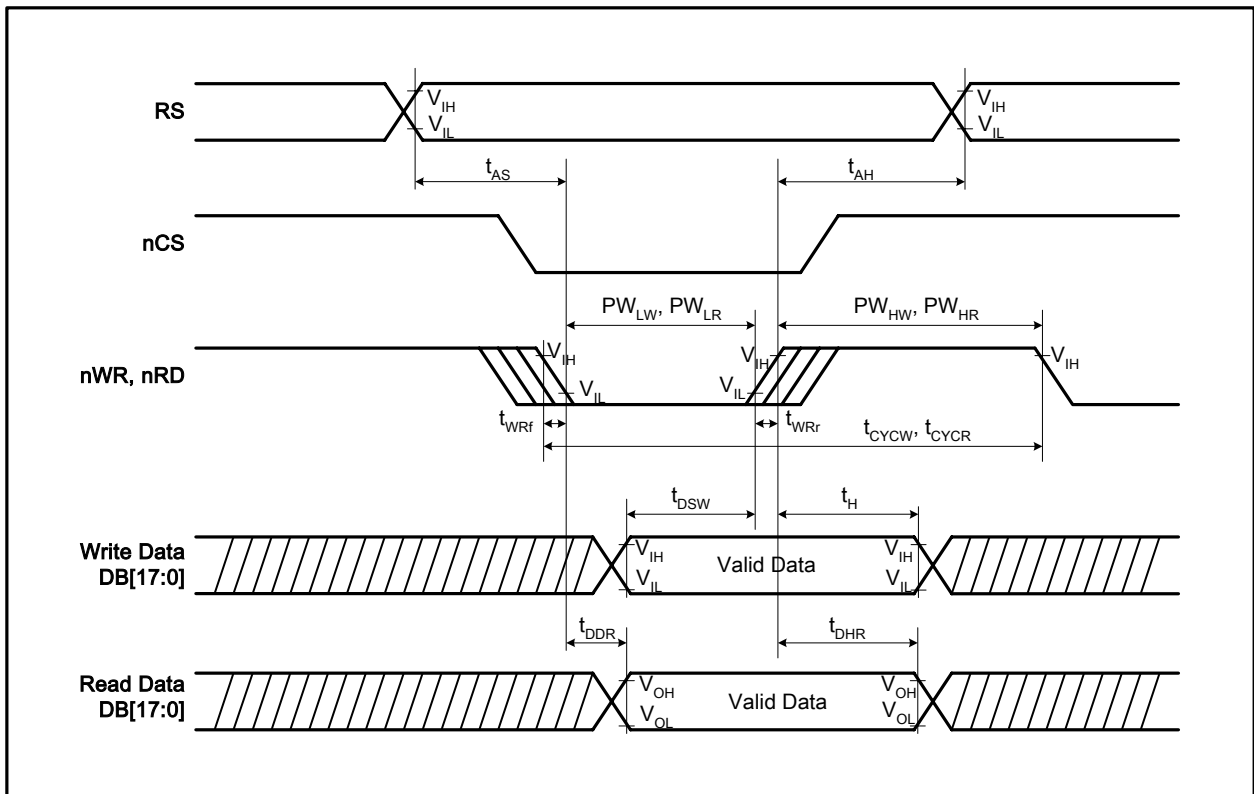 RS
V_IH
V_IL
V_IH
V_IL
t_AS
t_AH
nCS
PW_LW, PW_LR
PW_HW, PW_HR
nWR, nRD
V_IH
V_IL
V_IH
V_IL
V_IH
t_WRf
t_WRr
t_CYCW, t_CYCR
t_DSW
t_H
Write Data
DB[17:0]
V_IH
V_IL
Valid Data
V_IH
V_IL
t_DDR
t_DHR
Read Data
DB[17:0]
V_OH
V_OL
Valid Data
V_OH
V_OL